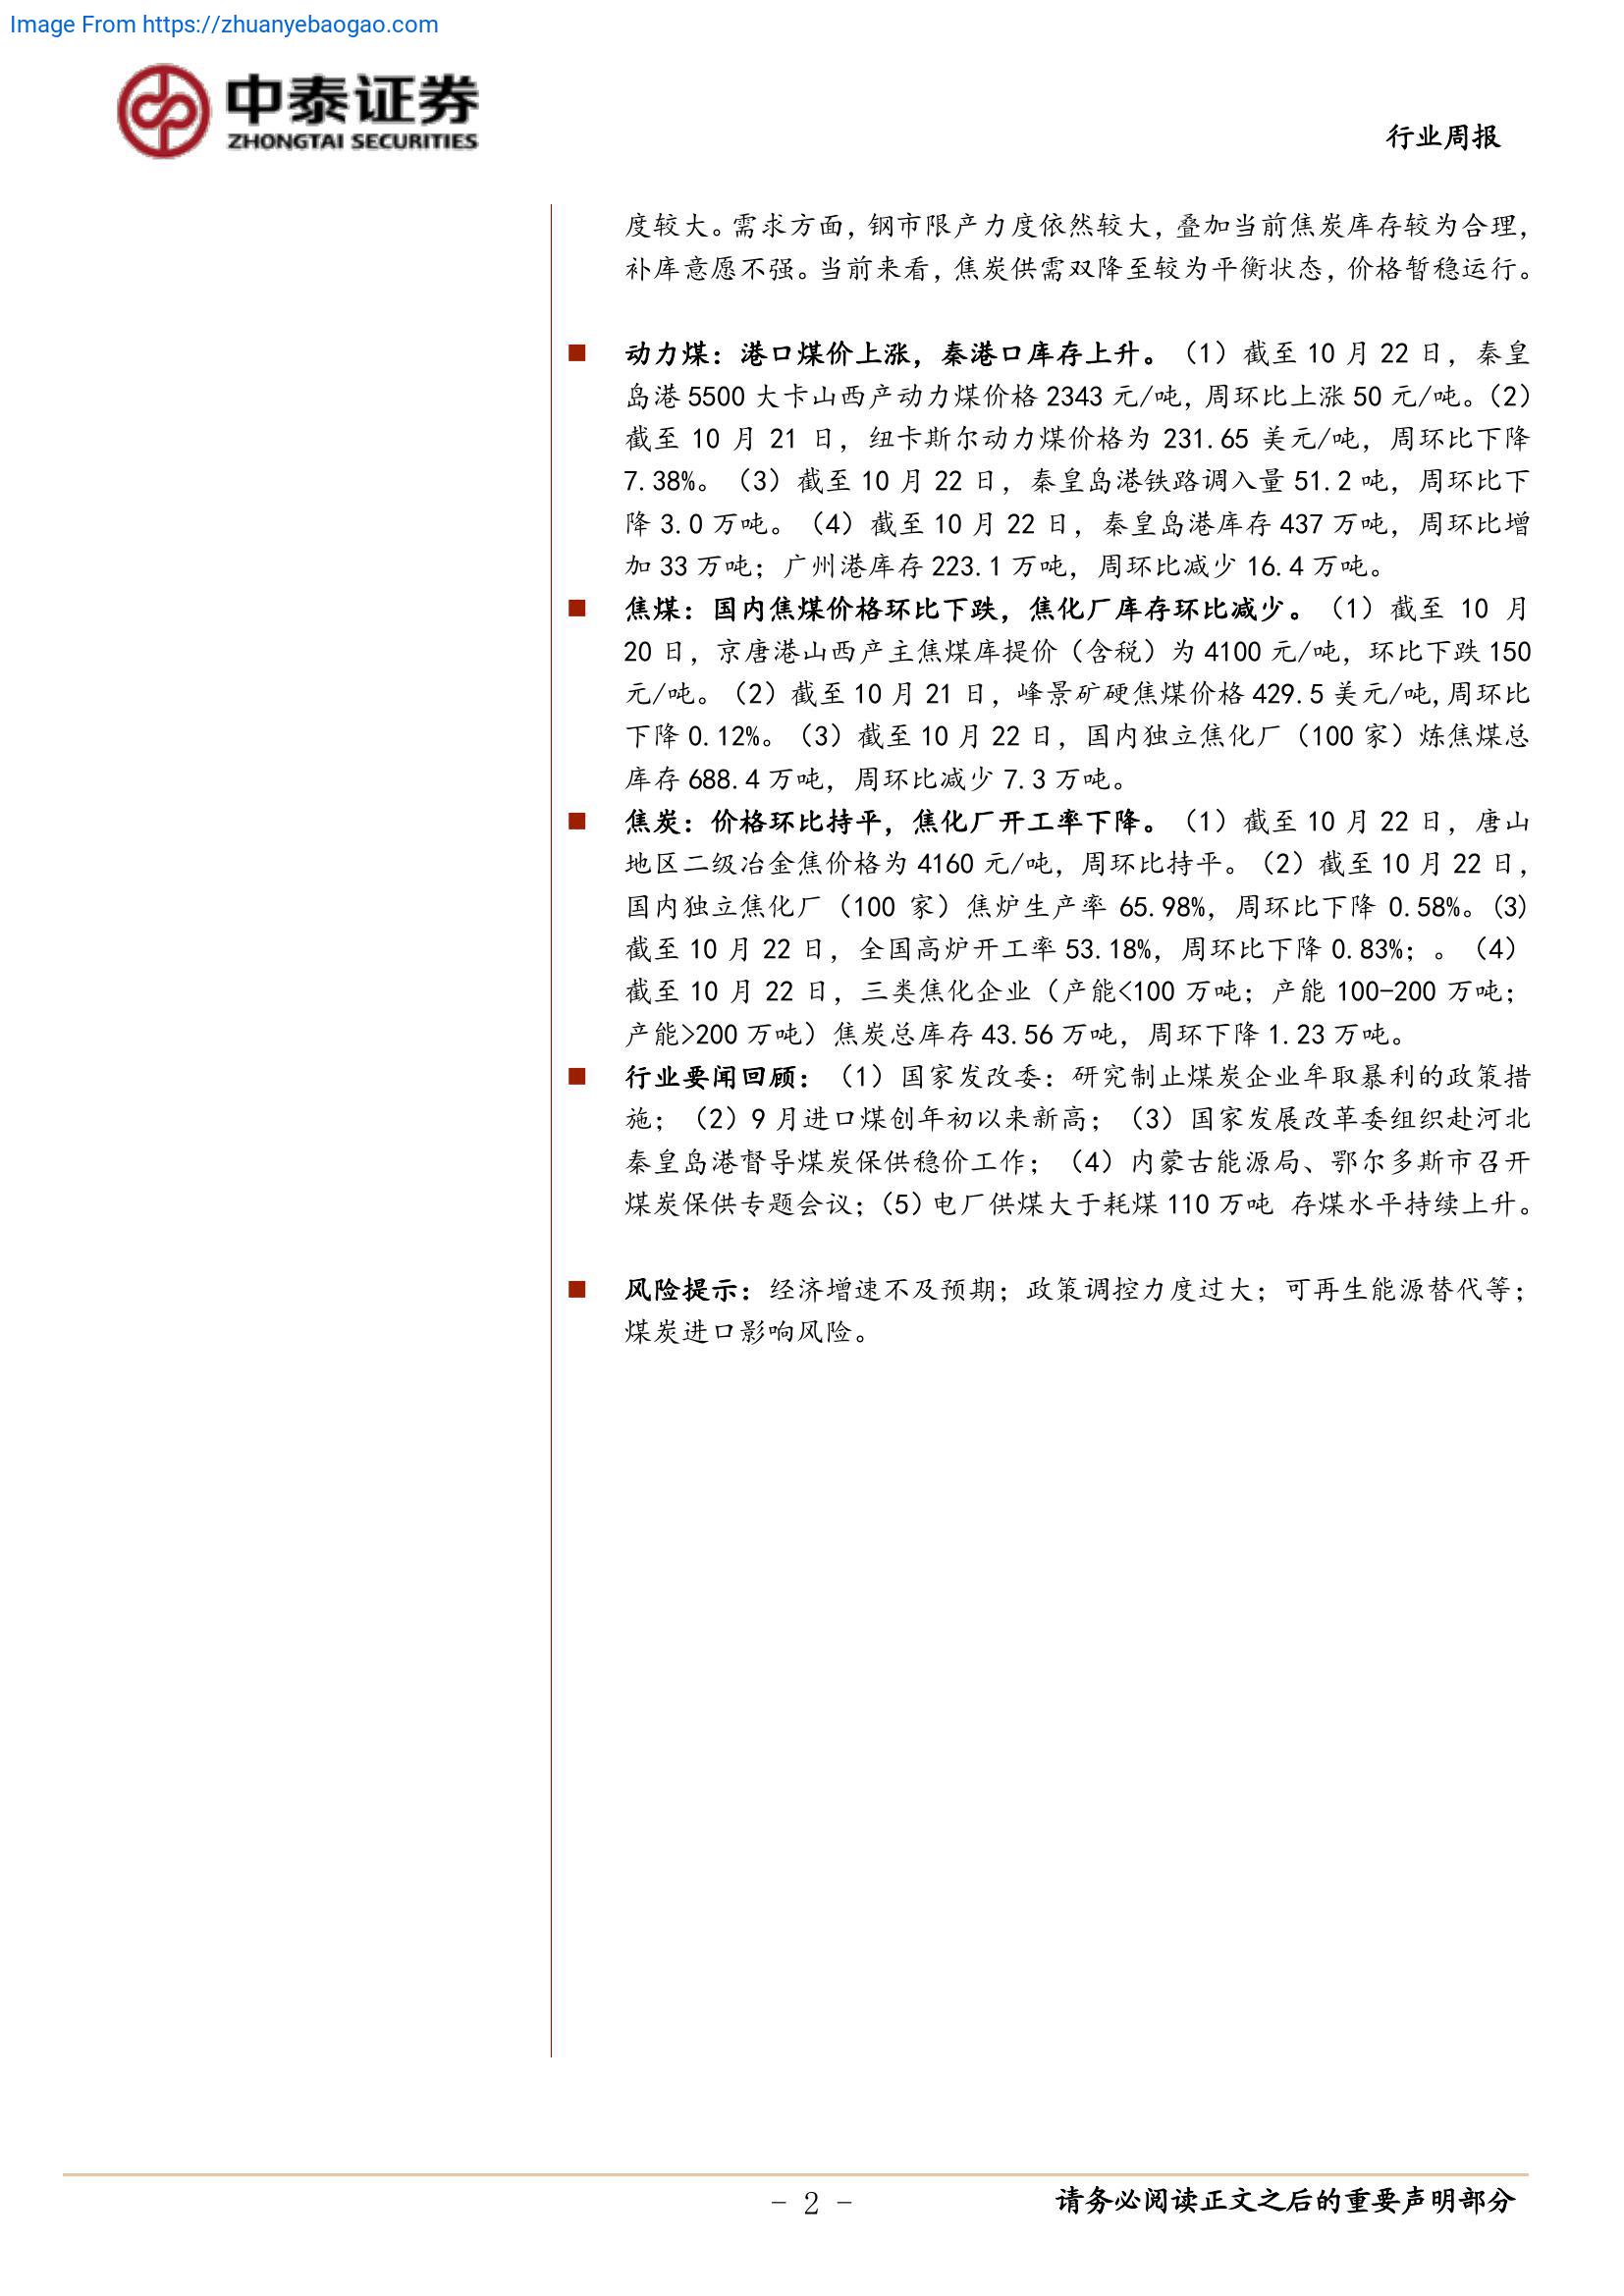 Image From https://zhuanyebaogao.com
中泰证券
ZHONGTAI SECURITIES
行业周报
度较大。需求方面,钢市限产力度依然较大,叠加当前焦炭库存较为合理,
补库意愿不强。当前来看,焦炭供需双降至较为平衡状态,价格暂稳运行。
■ 动力煤:港口煤价上涨,秦港口库存上升。(1)截至 10 月 22 日,秦皇
岛港 5500 大卡山西产动力煤价格 2343 元/吨,周环比上涨 50 元/吨。(2)
截至 10 月 21 日,纽卡斯尔动力煤价格为 231.65 美元/吨,周环比下降
7.38%。(3)截至 10 月 22 日,秦皇岛港铁路调入量 51.2 吨,周环比下
降 3.0 万吨。(4)截至 10 月 22 日,秦皇岛港库存 437 万吨,周环比增
加 33 万吨;广州港库存 223.1 万吨,周环比减少 16.4 万吨。
■ 焦煤:国内焦煤价格环比下跌,焦化厂库存环比减少。(1)截至 10 月
20 日,京唐港山西产主焦煤库提价(含税)为 4100 元/吨,环比下跌 150
元/吨。(2)截至 10 月 21 日,峰景矿硬焦煤价格 429.5 美元/吨,周环比
下降 0.12%。(3)截至 10 月 22 日,国内独立焦化厂(100 家)炼焦煤总
库存 688.4 万吨,周环比减少 7.3 万吨。
■ 焦炭:价格环比持平,焦化厂开工率下降。(1)截至 10 月 22 日,唐山
地区二级冶金焦价格为 4160 元/吨,周环比持平。(2)截至 10 月 22 日,
国内独立焦化厂(100 家)焦炉生产率 65.98%,周环比下降 0.58%。(3)
截至 10 月 22 日,全国高炉开工率 53.18%,周环比下降 0.83%;。(4)
截至 10 月 22 日,三类焦化企业(产能<100 万吨;产能 100-200 万吨;
产能>200 万吨)焦炭总库存 43.56 万吨,周环下降 1.23 万吨。
■ 行业要闻回顾:(1)国家发改委:研究制止煤炭企业牟取暴利的政策措
施;(2)9 月进口煤创年初以来新高;(3)国家发展改革委组织赴河北
秦皇岛港督导煤炭保供稳价工作;(4)内蒙古能源局、鄂尔多斯市召开
煤炭保供专题会议;(5)电厂供煤大于耗煤 110 万吨 存煤水平持续上升。
■ 风险提示:经济增速不及预期;政策调控力度过大;可再生能源替代等;
煤炭进口影响风险。
- 2 -
请务必阅读正文之后的重要声明部分